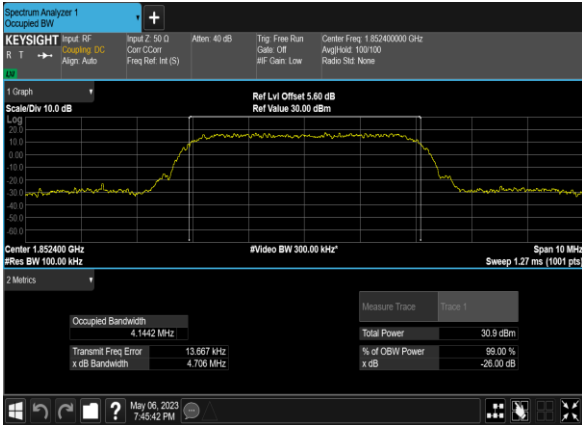 Spectrum Analyzer 1
Occupied BW
+
KEYSIGHT Input: RF Input Z: 50 Ω Atten: 40 dB Trig: Free Run Center Freq: 1.852400000 GHz
R T Coupling: DC Corr CCorr Gate: Off Avg|Hold: 100/100
Align: Auto Freq Ref: Int (S) #IF Gain: Low Radio Std: None
LV
1 Graph
Ref Lvl Offset 5.60 dB
Scale/Div 10.0 dB Ref Value 30.00 dBm
Log
20.0
10.0
0.00
-10.0
-20.0
-30.0
-40.0
-50.0
-60.0
Center 1.852400 GHz #Video BW 300.00 kHz* Span 10 MHz
#Res BW 100.00 kHz Sweep 1.27 ms (1001 pts)
2 Metrics
Measure Trace Trace 1
Occupied Bandwidth
4.1442 MHz
Total Power 30.9 dBm
Transmit Freq Error 13.667 kHz % of OBW Power 99.00 %
x dB Bandwidth 4.706 MHz x dB -26.00 dB
? May 06, 2023
7:45:42 PM